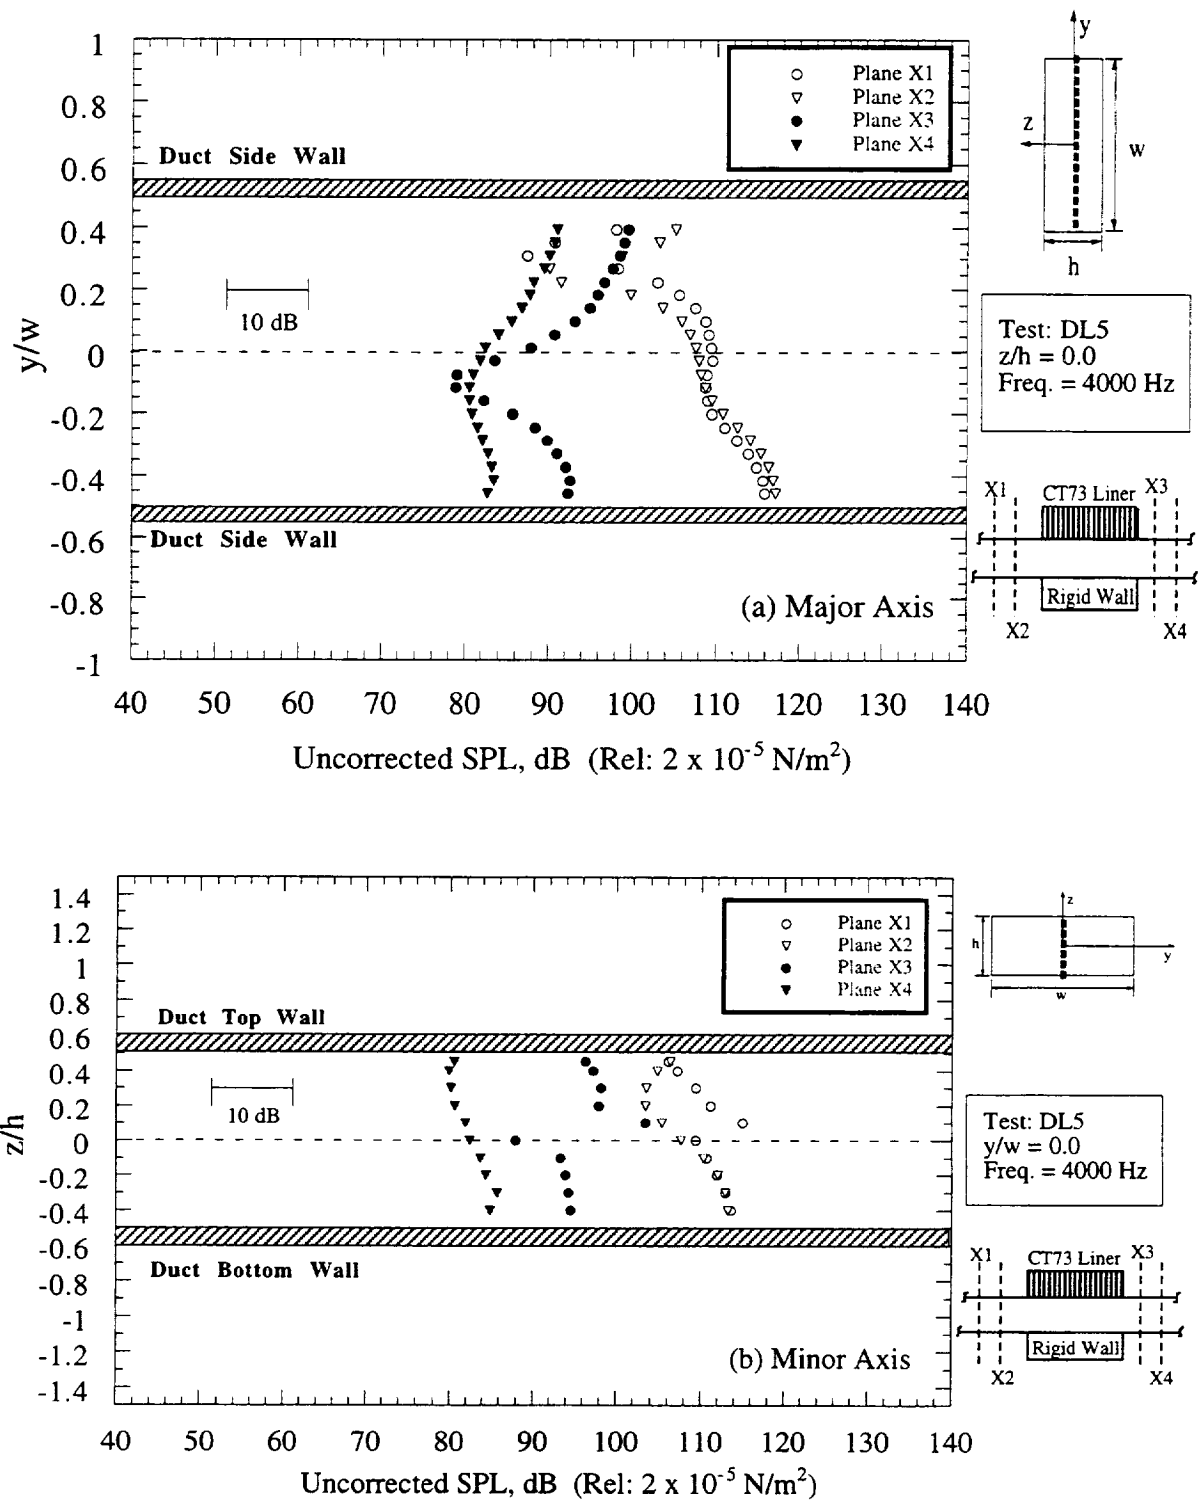 1
0.8
0.6
0.4
0.2
0
-0.2
-0.4
-0.6
-0.8
-1
y/w
Plane X1
Plane X2
Plane X3
Plane X4
Duct Side Wall
10 dB
Duct Side Wall
(a) Major Axis
40 50 60 70 80 90 100 110 120 130 140
Uncorrected SPL, dB (Rel: 2 x 10⁻⁵ N/m²)
y
z
w
h
Test: DL5
z/h = 0.0
Freq. = 4000 Hz
X1 CT73 Liner X3
Rigid Wall
X2 X4
1.4
1.2
1
0.8
0.6
0.4
0.2
0
-0.2
-0.4
-0.6
-0.8
-1
-1.2
-1.4
z/h
Plane X1
Plane X2
Plane X3
Plane X4
Duct Top Wall
10 dB
Duct Bottom Wall
(b) Minor Axis
40 50 60 70 80 90 100 110 120 130 140
Uncorrected SPL, dB (Rel: 2 x 10⁻⁵ N/m²)
z
h
y
w
Test: DL5
y/w = 0.0
Freq. = 4000 Hz
X1 CT73 Liner X3
Rigid Wall
X2 X4